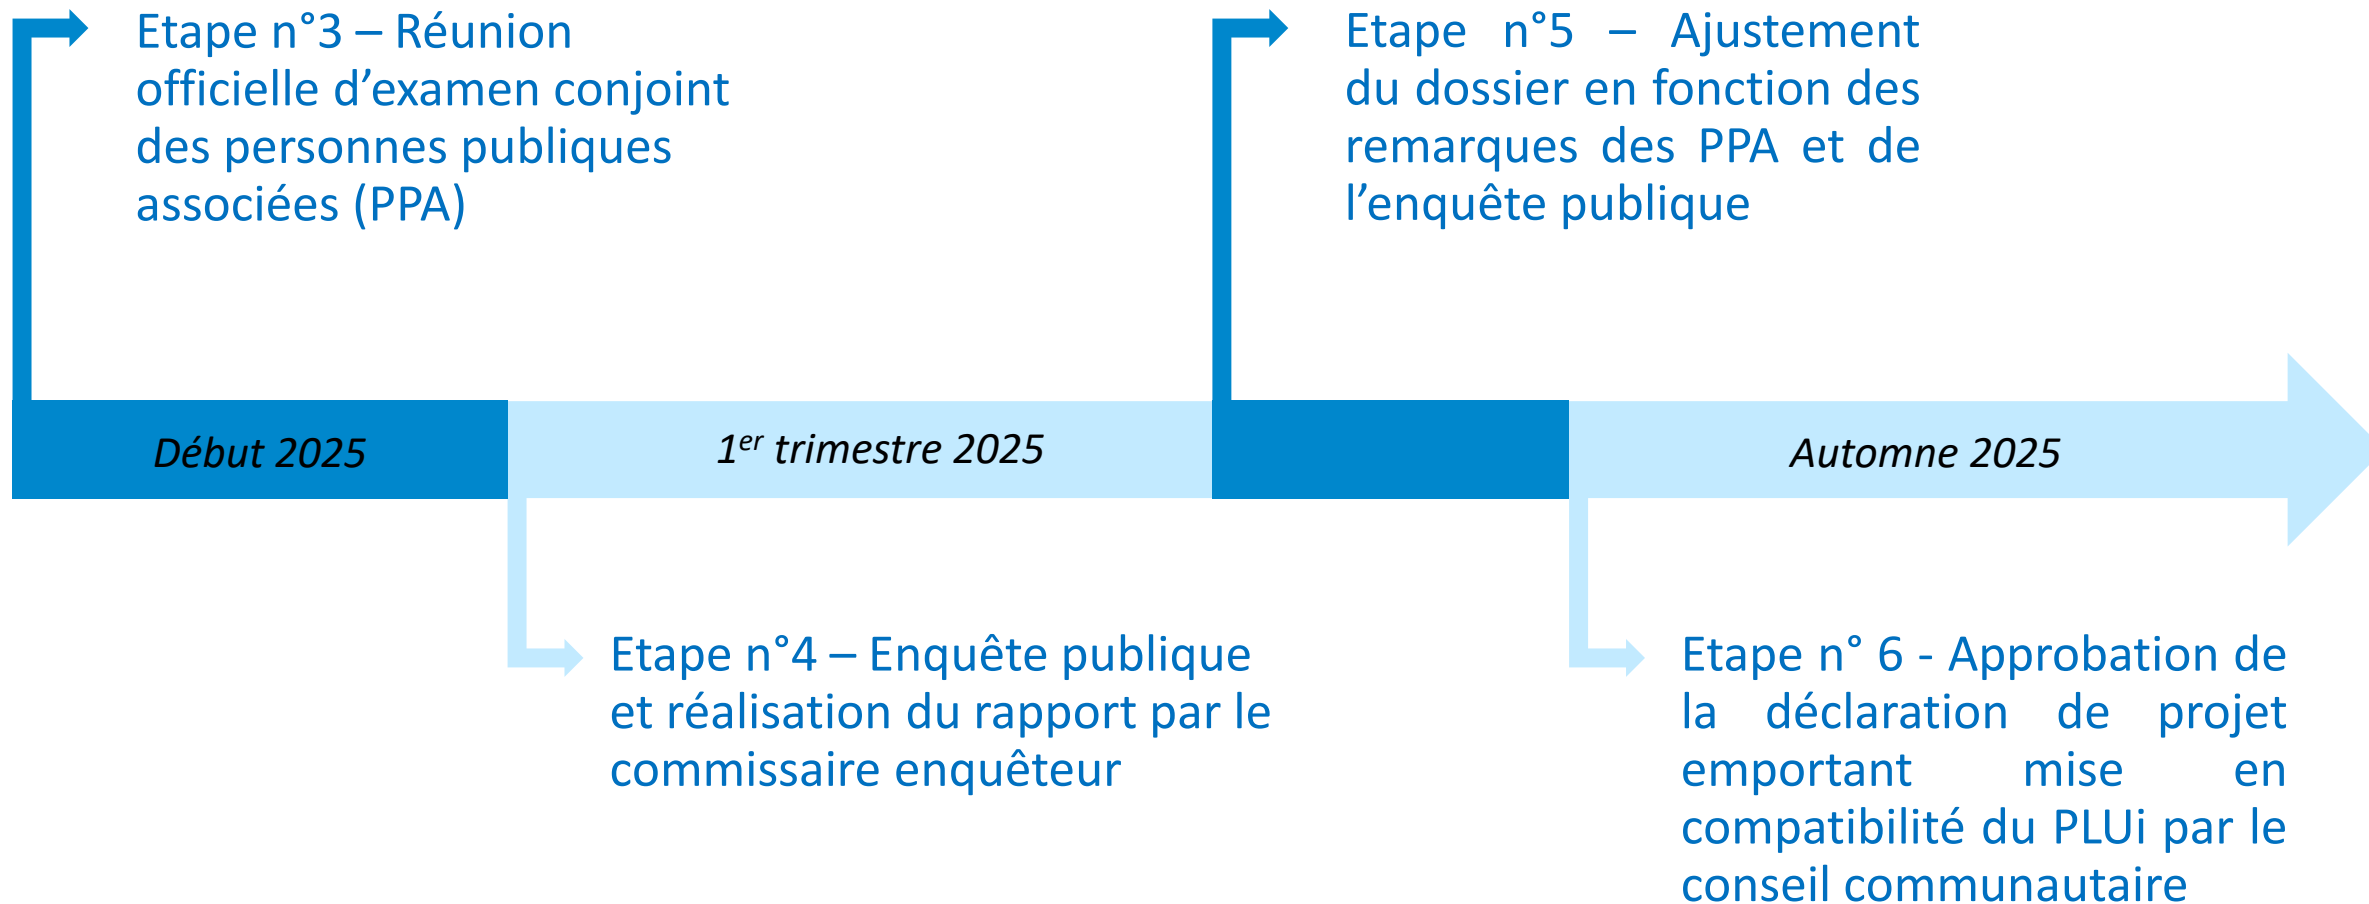 Etape n°3 – Réunion
officielle d’examen conjoint
des personnes publiques
associées (PPA)
Etape n°5 – Ajustement
du dossier en fonction des
remarques des PPA et de
l’enquête publique
Début 2025
1er trimestre 2025
Automne 2025
Etape n°4 – Enquête publique
et réalisation du rapport par le
commissaire enquêteur
Etape n° 6 - Approbation de
la déclaration de projet
emportant mise en
compatibilité du PLUi par le
conseil communautaire